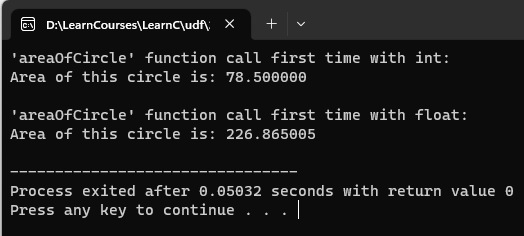 D:\LearnCourses\LearnC\udf\
'areaOfCircle' function call first time with int:
Area of this circle is: 78.500000
'areaOfCircle' function call first time with float:
Area of this circle is: 226.865005
--------------------------------
Process exited after 0.05032 seconds with return value 0
Press any key to continue . . .